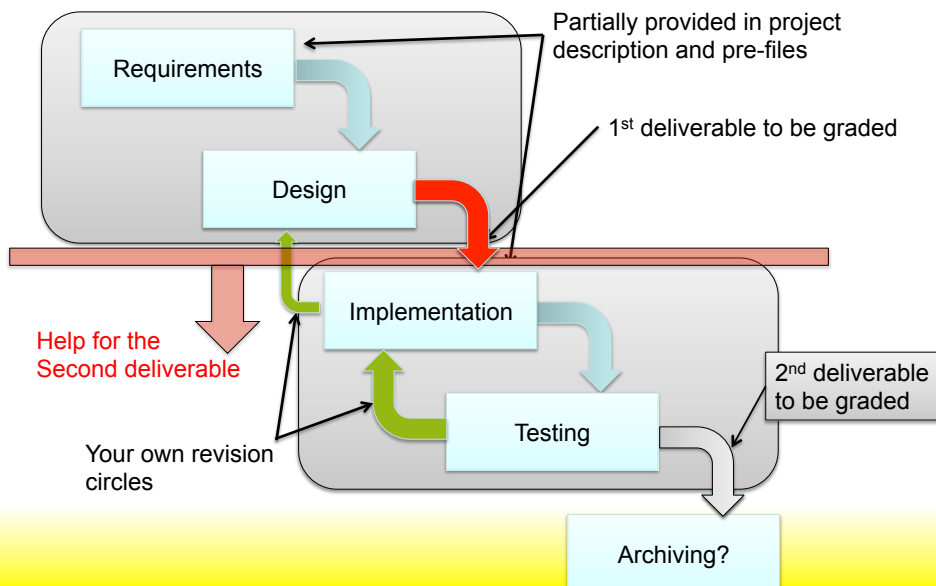 Partially provided in project
description and pre-files
Requirements
1st deliverable to be graded
Design
Implementation
Help for the
Second deliverable
2nd deliverable
to be graded
Testing
Your own revision
circles
Archiving?